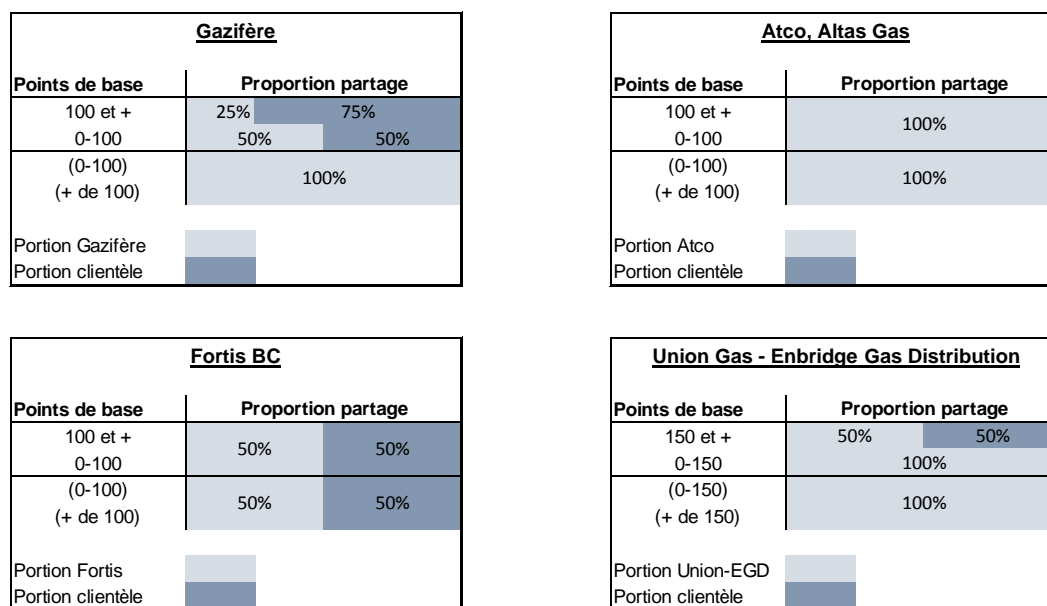 Gazifère
Points de base Proportion partage
100 et + 25% 75%
0-100 50% 50%
(0-100)
100%
(+ de 100)
Portion Gazifère
Portion clientèle
Atco, Altas Gas
Points de base Proportion partage
100 et +
100%
0-100
(0-100)
100%
(+ de 100)
Portion Atco
Portion clientèle
Fortis BC
Points de base Proportion partage
100 et +
50% 50%
0-100
(0-100)
50% 50%
(+ de 100)
Portion Fortis
Portion clientèle
Union Gas - Enbridge Gas Distribution
Points de base Proportion partage
150 et + 50% 50%
0-150 100%
(0-150)
100%
(+ de 150)
Portion Union-EGD
Portion clientèle